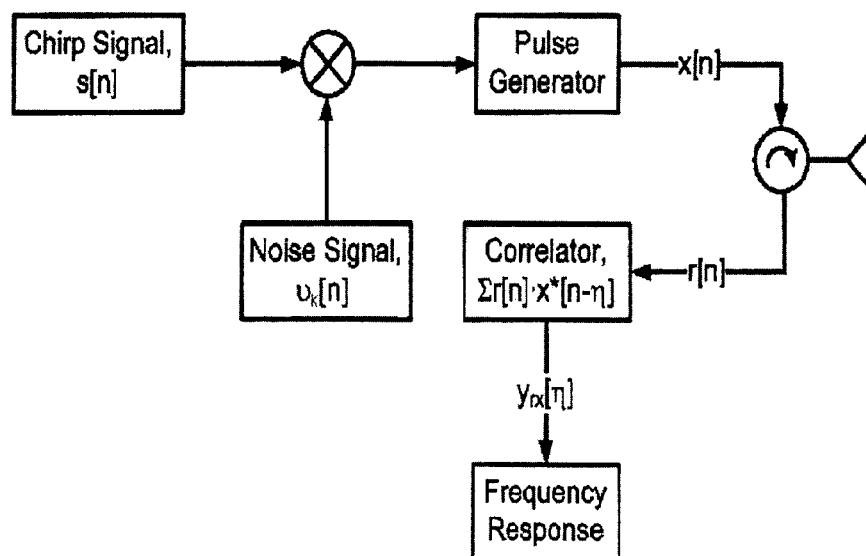 Chirp Signal,
s[n]
Pulse
Generator
x[n]
Noise Signal,
υₖ[n]
Correlator,
Σr[n]·x*[n-η]
r[n]
yᵣₓ[η]
Frequency
Response